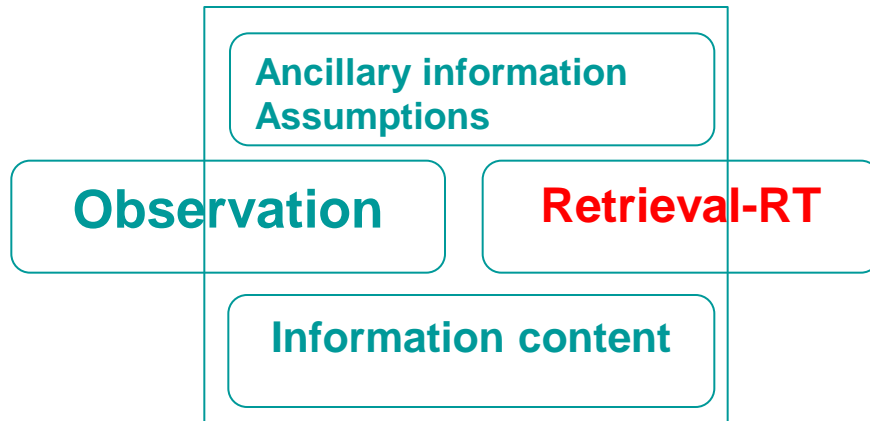 Ancillary information
Assumptions
Observation
Retrieval-RT
Information content